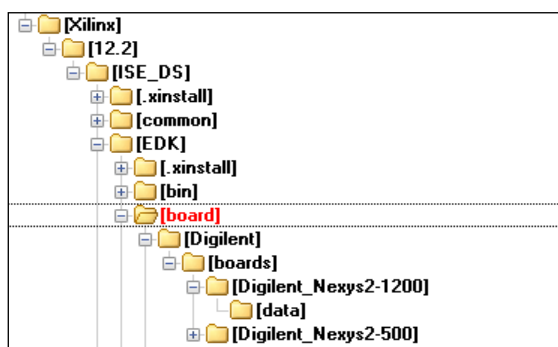 [Xilinx]
[12.2]
[ISE_DS]
[.xinstall]
[common]
[EDK]
[.xinstall]
[bin]
[board]
[Digilent]
[boards]
[Digilent_Nexys2-1200]
[data]
[Digilent_Nexys2-500]